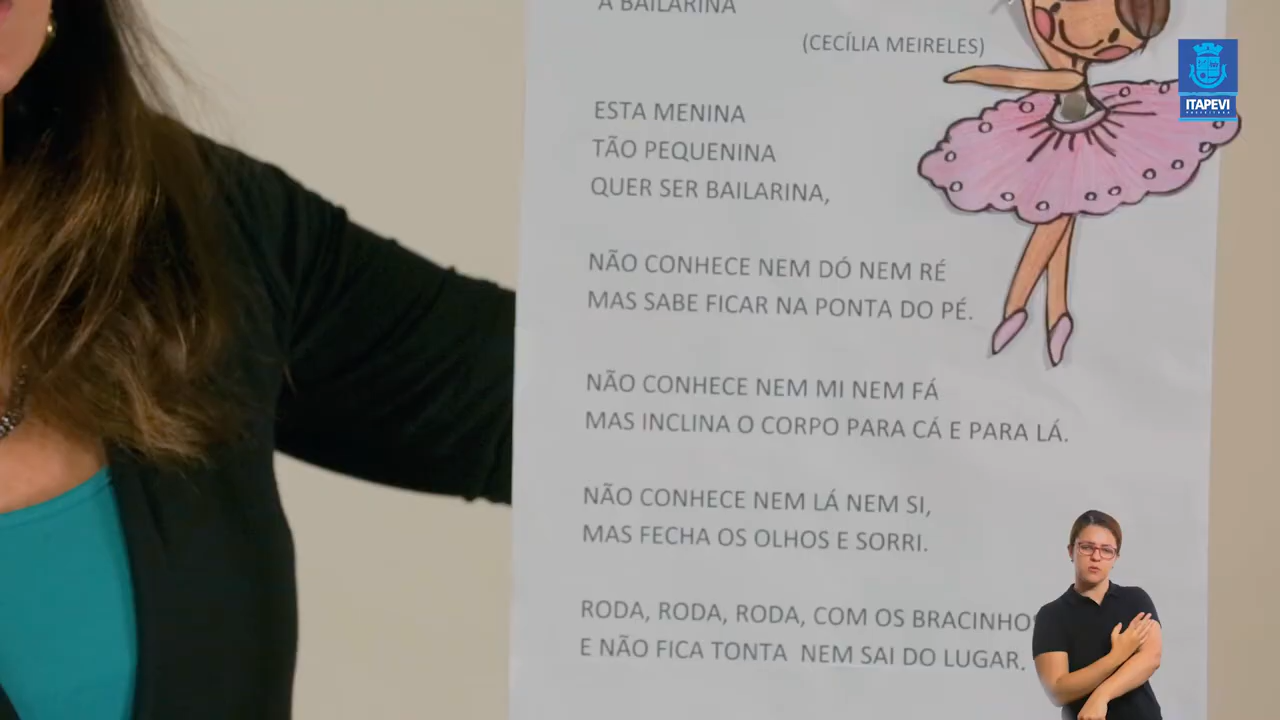 A BAILARINA
(CECÍLIA MEIRELES)
ITAPEVI
PREFEITURA
ESTA MENINA
TÃO PEQUENINA
QUER SER BAILARINA,
NÃO CONHECE NEM DÓ NEM RÉ
MAS SABE FICAR NA PONTA DO PÉ.
NÃO CONHECE NEM MI NEM FÁ
MAS INCLINA O CORPO PARA CÁ E PARA LÁ.
NÃO CONHECE NEM LÁ NEM SI,
MAS FECHA OS OLHOS E SORRI.
RODA, RODA, RODA, COM OS BRACINHOS
E NÃO FICA TONTA NEM SAI DO LUGAR.